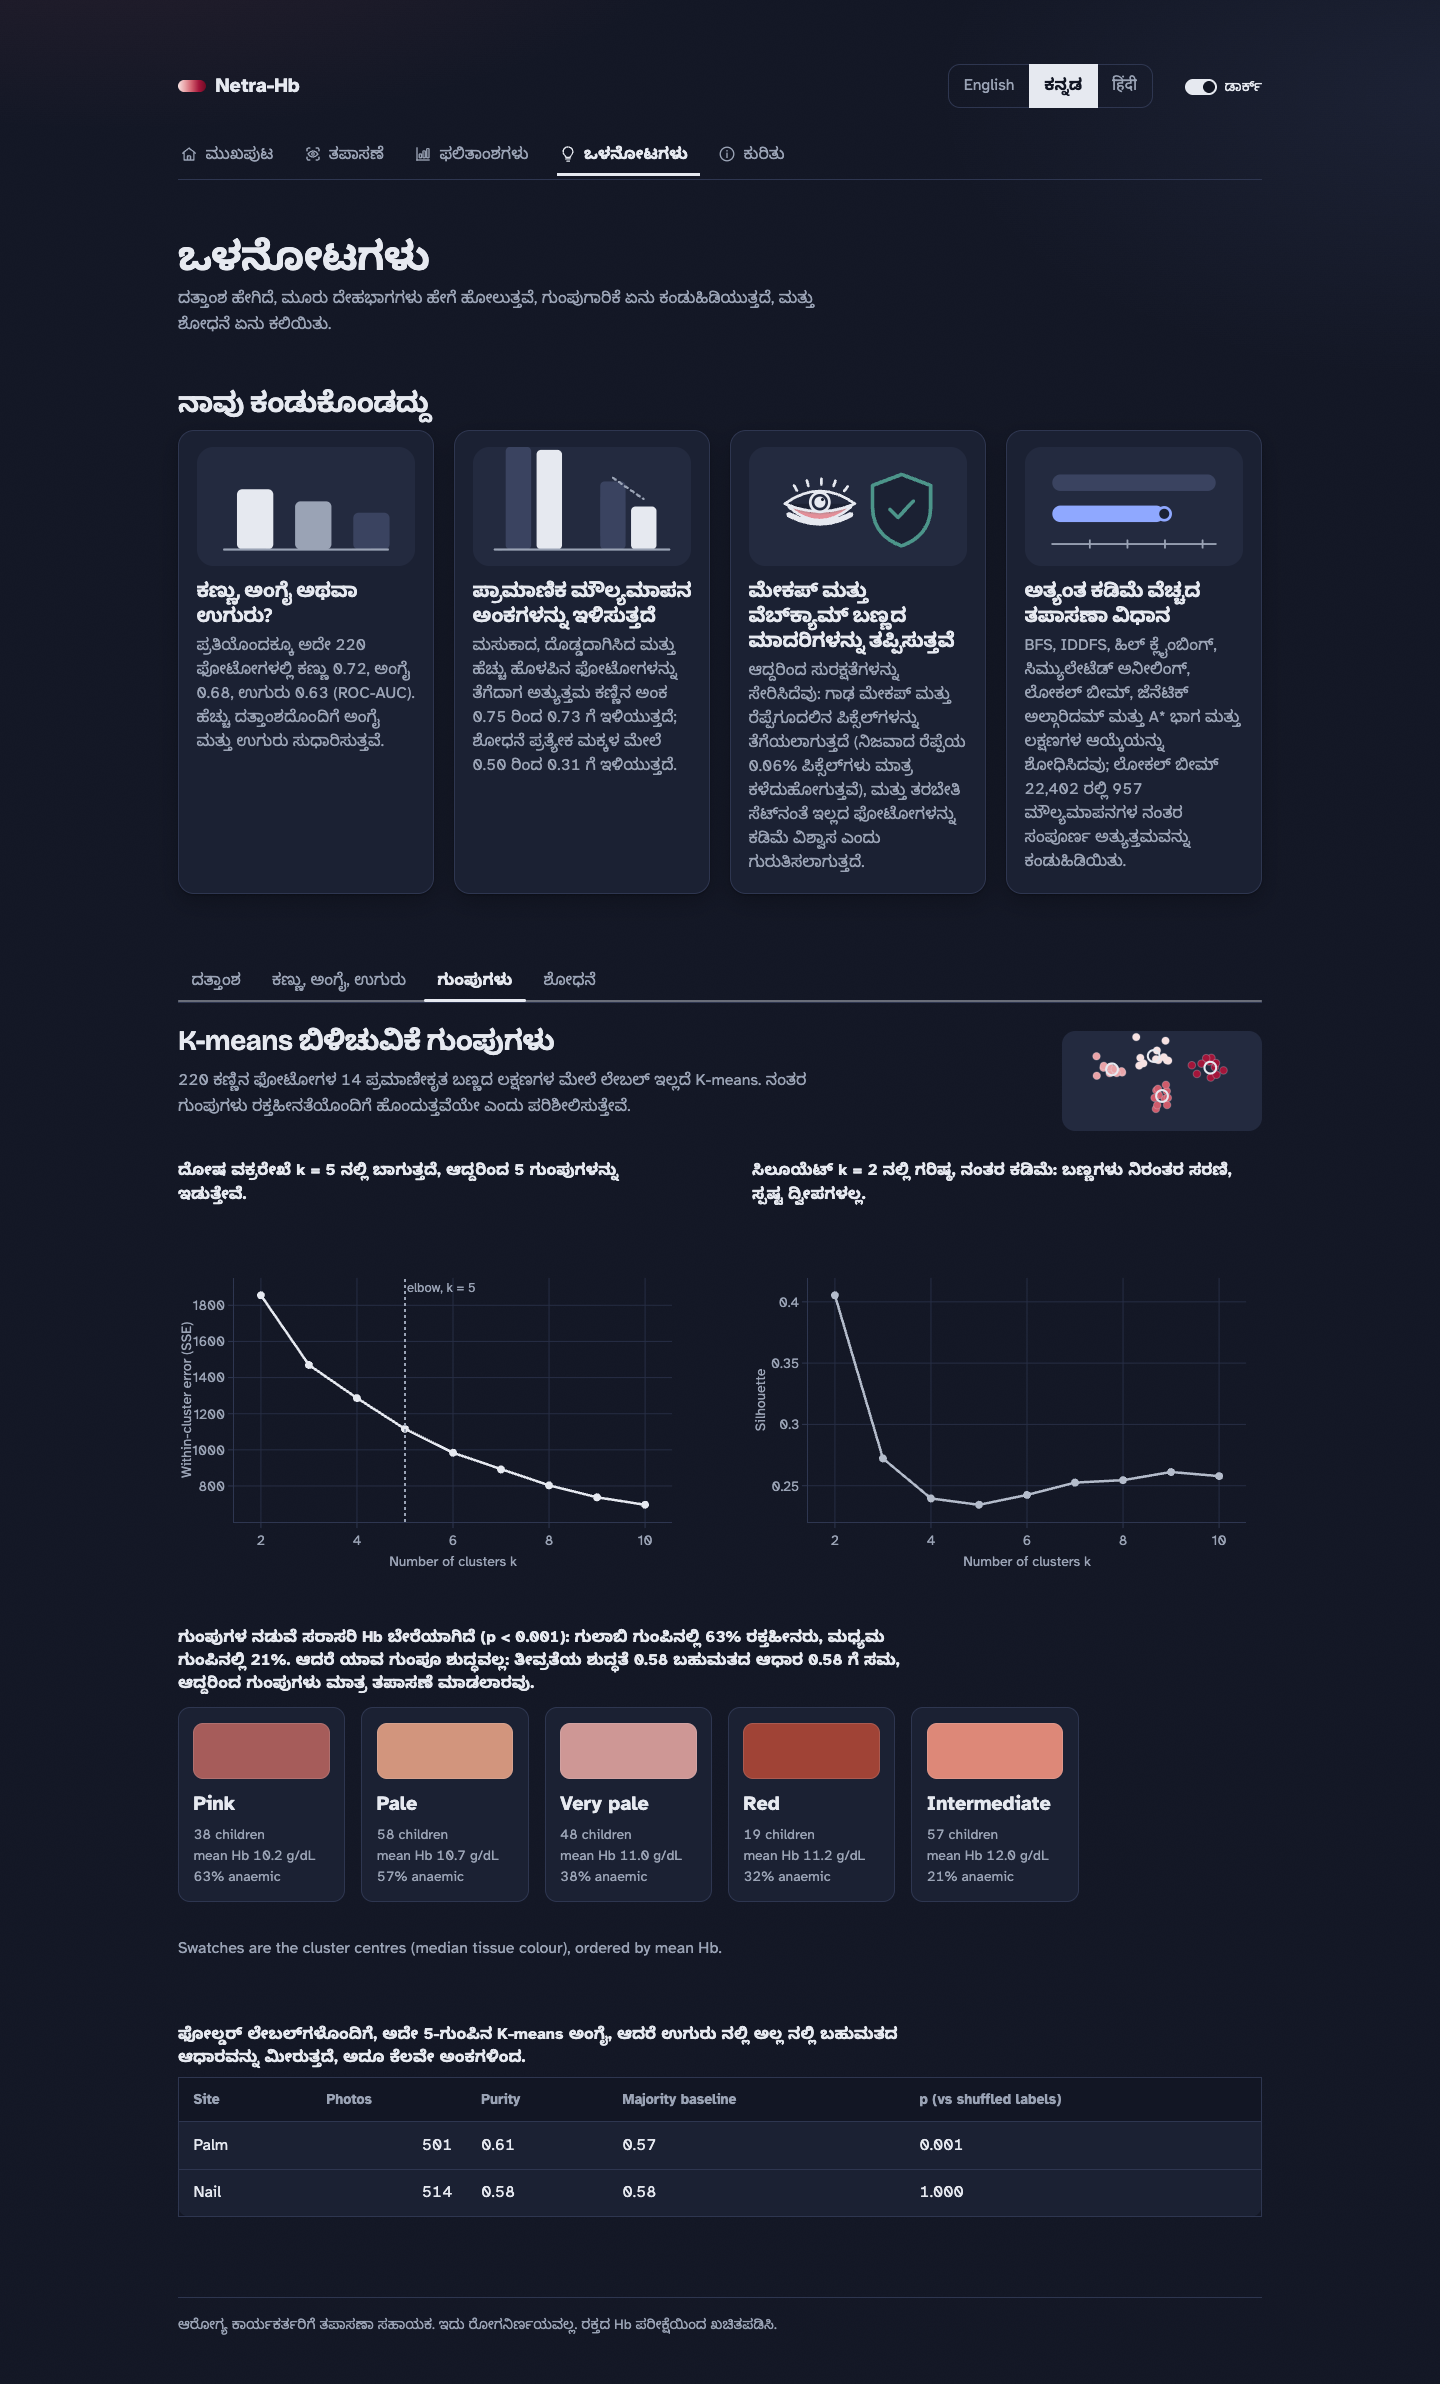 Netra-Hb
English
ಕನ್ನಡ
हिंदी
ಡಾರ್ಕ್
ಮುಖಪುಟ
ತಪಾಸಣೆ
ಫಲಿತಾಂಶಗಳು
ಒಳನೋಟಗಳು
ಕುರಿತು
ಒಳನೋಟಗಳು
ದತ್ತಾಂಶ ಹೇಗಿದೆ, ಮೂರು ದೇಹಭಾಗಗಳು ಹೇಗೆ ಹೋಲುತ್ತವೆ, ಗುಂಪುಗಾರಿಕೆ ಏನು ಕಂಡುಹಿಡಿಯುತ್ತದೆ, ಮತ್ತು
ಶೋಧನೆ ಏನು ಕಲಿಯಿತು.
ನಾವು ಕಂಡುಕೊಂಡದ್ದು
ಕಣ್ಣು, ಅಂಗೈ ಅಥವಾ
ಉಗುರು?
ಪ್ರತಿಯೊಂದಕ್ಕೂ ಅದೇ 220
ಫೋಟೋಗಳಲ್ಲಿ ಕಣ್ಣು 0.72, ಅಂಗೈ
0.68, ಉಗುರು 0.63 (ROC-AUC).
ಹೆಚ್ಚು ದತ್ತಾಂಶದೊಂದಿಗೆ ಅಂಗೈ
ಮತ್ತು ಉಗುರು ಸುಧಾರಿಸುತ್ತವೆ.
ಪ್ರಾಮಾಣಿಕ ಮೌಲ್ಯಮಾಪನ
ಅಂಕಗಳನ್ನು ಇಳಿಸುತ್ತದೆ
ಮಸುಕಾದ, ದೊಡ್ಡದಾಗಿಸಿದ ಮತ್ತು
ಹೆಚ್ಚು ಹೊಳಪಿನ ಫೋಟೋಗಳನ್ನು
ತೆಗೆದಾಗ ಅತ್ಯುತ್ತಮ ಕಣ್ಣಿನ ಅಂಕ
0.75 ರಿಂದ 0.73 ಗೆ ಇಳಿಯುತ್ತದೆ;
ಶೋಧನೆ ಪ್ರತ್ಯೇಕ ಮಕ್ಕಳ ಮೇಲೆ
0.50 ರಿಂದ 0.31 ಗೆ ಇಳಿಯುತ್ತದೆ.
ಮೇಕಪ್ ಮತ್ತು
ವೆಬ್‌ಕ್ಯಾಮ್ ಬಣ್ಣದ
ಮಾದರಿಗಳನ್ನು ತಪ್ಪಿಸುತ್ತವೆ
ಆದ್ದರಿಂದ ಸುರಕ್ಷತೆಗಳನ್ನು
ಸೇರಿಸಿದೆವು: ಗಾಢ ಮೇಕಪ್ ಮತ್ತು
ರೆಪ್ಪೆಗೂದಲಿನ ಪಿಕ್ಸೆಲ್‌ಗಳನ್ನು
ತೆಗೆಯಲಾಗುತ್ತದೆ (ನಿಜವಾದ ರೆಪ್ಪೆಯ
0.06% ಪಿಕ್ಸೆಲ್‌ಗಳು ಮಾತ್ರ
ಕಳೆದುಹೋಗುತ್ತವೆ), ಮತ್ತು ತರಬೇತಿ
ಸೆಟ್‌ನಂತೆ ಇಲ್ಲದ ಫೋಟೋಗಳನ್ನು
ಕಡಿಮೆ ವಿಶ್ವಾಸ ಎಂದು
ಗುರುತಿಸಲಾಗುತ್ತದೆ.
ಅತ್ಯಂತ ಕಡಿಮೆ ವೆಚ್ಚದ
ತಪಾಸಣಾ ವಿಧಾನ
BFS, IDDFS, ಹಿಲ್ ಕ್ಲೈಂಬಿಂಗ್,
ಸಿಮ್ಯುಲೇಟೆಡ್ ಅನೀಲಿಂಗ್,
ಲೋಕಲ್ ಬೀಮ್, ಜೆನೆಟಿಕ್
ಅಲ್ಗಾರಿದಮ್ ಮತ್ತು A* ಭಾಗ ಮತ್ತು
ಲಕ್ಷಣಗಳ ಆಯ್ಕೆಯನ್ನು
ಶೋಧಿಸಿದವು; ಲೋಕಲ್ ಬೀಮ್
22,402 ರಲ್ಲಿ 957
ಮೌಲ್ಯಮಾಪನಗಳ ನಂತರ
ಸಂಪೂರ್ಣ ಅತ್ಯುತ್ತಮವನ್ನು
ಕಂಡುಹಿಡಿಯಿತು.
ದತ್ತಾಂಶ
ಕಣ್ಣು, ಅಂಗೈ, ಉಗುರು
ಗುಂಪುಗಳು
ಶೋಧನೆ
K-means ಬಿಳಿಚುವಿಕೆ ಗುಂಪುಗಳು
220 ಕಣ್ಣಿನ ಫೋಟೋಗಳ 14 ಪ್ರಮಾಣೀಕೃತ ಬಣ್ಣದ ಲಕ್ಷಣಗಳ ಮೇಲೆ ಲೇಬಲ್ ಇಲ್ಲದೆ K-means. ನಂತರ
ಗುಂಪುಗಳು ರಕ್ತಹೀನತೆಯೊಂದಿಗೆ ಹೊಂದುತ್ತವೆಯೇ ಎಂದು ಪರಿಶೀಲಿಸುತ್ತೇವೆ.
ದೋಷ ವಕ್ರರೇಖೆ k = 5 ನಲ್ಲಿ ಬಾಗುತ್ತದೆ, ಆದ್ದರಿಂದ 5 ಗುಂಪುಗಳನ್ನು
ಇಡುತ್ತೇವೆ.
elbow, k = 5
1800
1600
1400
1200
1000
800
Within-cluster error (SSE)
2 4 6 8 10
Number of clusters k
ಸಿಲೂಯೆಟ್ k = 2 ನಲ್ಲಿ ಗರಿಷ್ಠ, ನಂತರ ಕಡಿಮೆ: ಬಣ್ಣಗಳು ನಿರಂತರ ಸರಣಿ,
ಸ್ಪಷ್ಟ ದ್ವೀಪಗಳಲ್ಲ.
0.4
0.35
0.3
0.25
Silhouette
2 4 6 8 10
Number of clusters k
ಗುಂಪುಗಳ ನಡುವೆ ಸರಾಸರಿ Hb ಬೇರೆಯಾಗಿದೆ (p < 0.001): ಗುಲಾಬಿ ಗುಂಪಿನಲ್ಲಿ 63% ರಕ್ತಹೀನರು, ಮಧ್ಯಮ
ಗುಂಪಿನಲ್ಲಿ 21%. ಆದರೆ ಯಾವ ಗುಂಪೂ ಶುದ್ಧವಲ್ಲ: ತೀವ್ರತೆಯ ಶುದ್ಧತೆ 0.58 ಬಹುಮತದ ಆಧಾರ 0.58 ಗೆ ಸಮ,
ಆದ್ದರಿಂದ ಗುಂಪುಗಳು ಮಾತ್ರ ತಪಾಸಣೆ ಮಾಡಲಾರವು.
Pink
38 children
mean Hb 10.2 g/dL
63% anaemic
Pale
58 children
mean Hb 10.7 g/dL
57% anaemic
Very pale
48 children
mean Hb 11.0 g/dL
38% anaemic
Red
19 children
mean Hb 11.2 g/dL
32% anaemic
Intermediate
57 children
mean Hb 12.0 g/dL
21% anaemic
Swatches are the cluster centres (median tissue colour), ordered by mean Hb.
ಫೋಲ್ಡರ್ ಲೇಬಲ್‌ಗಳೊಂದಿಗೆ, ಅದೇ 5-ಗುಂಪಿನ K-means ಅಂಗೈ, ಆದರೆ ಉಗುರು ನಲ್ಲಿ ಅಲ್ಲ ನಲ್ಲಿ ಬಹುಮತದ
ಆಧಾರವನ್ನು ಮೀರುತ್ತದೆ, ಅದೂ ಕೆಲವೇ ಅಂಕಗಳಿಂದ.
Site Photos Purity Majority baseline p (vs shuffled labels)
Palm 501 0.61 0.57 0.001
Nail 514 0.58 0.58 1.000
ಆರೋಗ್ಯ ಕಾರ್ಯಕರ್ತರಿಗೆ ತಪಾಸಣಾ ಸಹಾಯಕ. ಇದು ರೋಗನಿರ್ಣಯವಲ್ಲ. ರಕ್ತದ Hb ಪರೀಕ್ಷೆಯಿಂದ ಖಚಿತಪಡಿಸಿ.